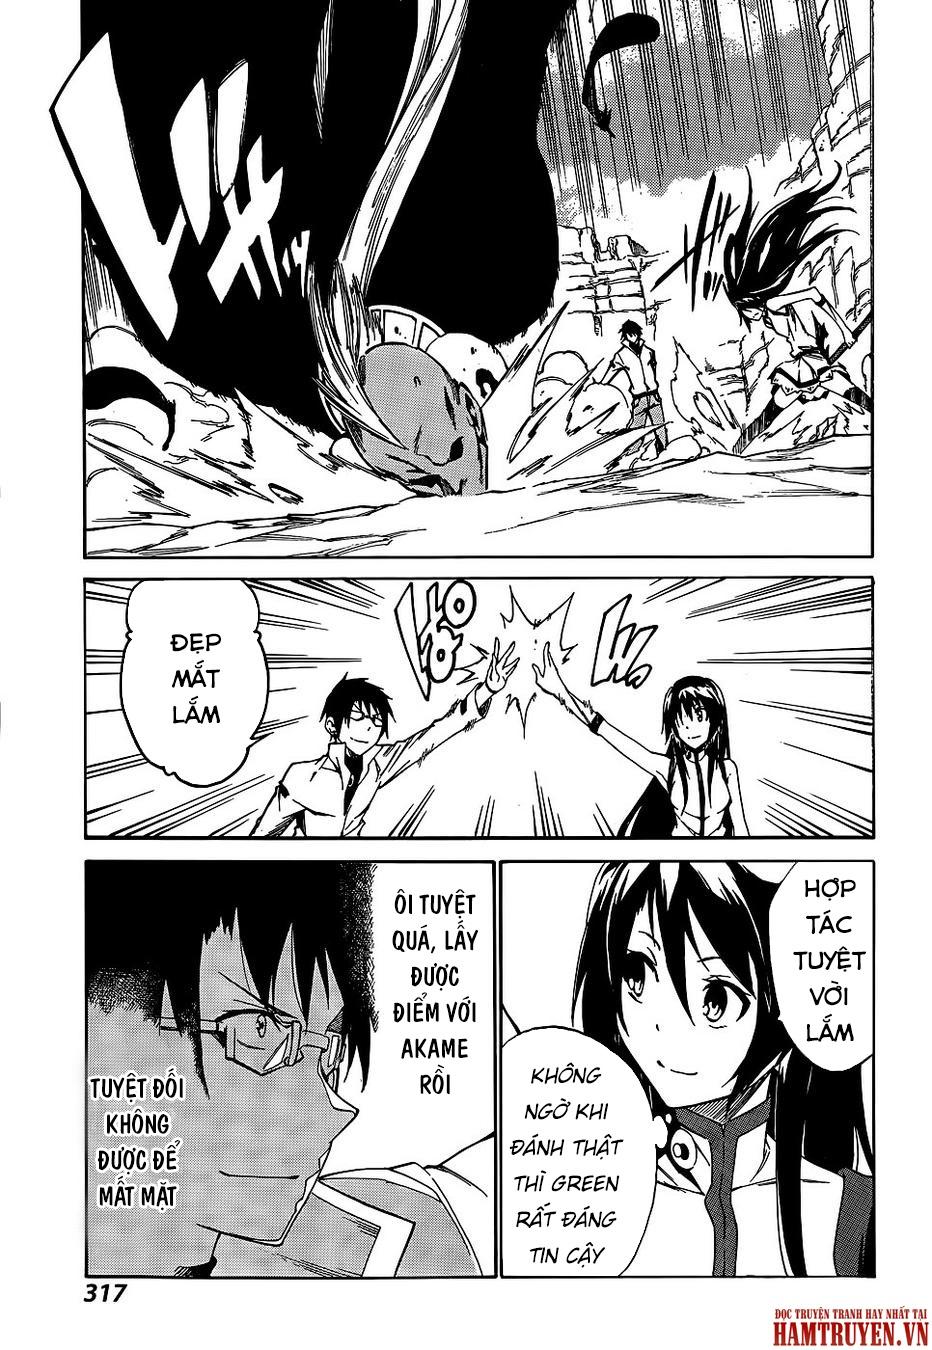 ĐẸP
MẮT
LẮM
HỢP
TÁC
TUYỆT
VỜI
LẮM
KHÔNG
NGỜ KHI
ĐÁNH THẬT
THÌ GREEN
RẤT ĐÁNG
TIN CẬY
ÔI TUYỆT
QUÁ, LẤY
ĐƯỢC
ĐIỂM VỚI
AKAME
RỒI
TUYỆT ĐỐI
KHÔNG
ĐƯỢC ĐỂ
MẤT MẶT
317
ĐỌC TRUYỆN TRANH HAY NHẤT TẠI
HAMTRUYEN.VN